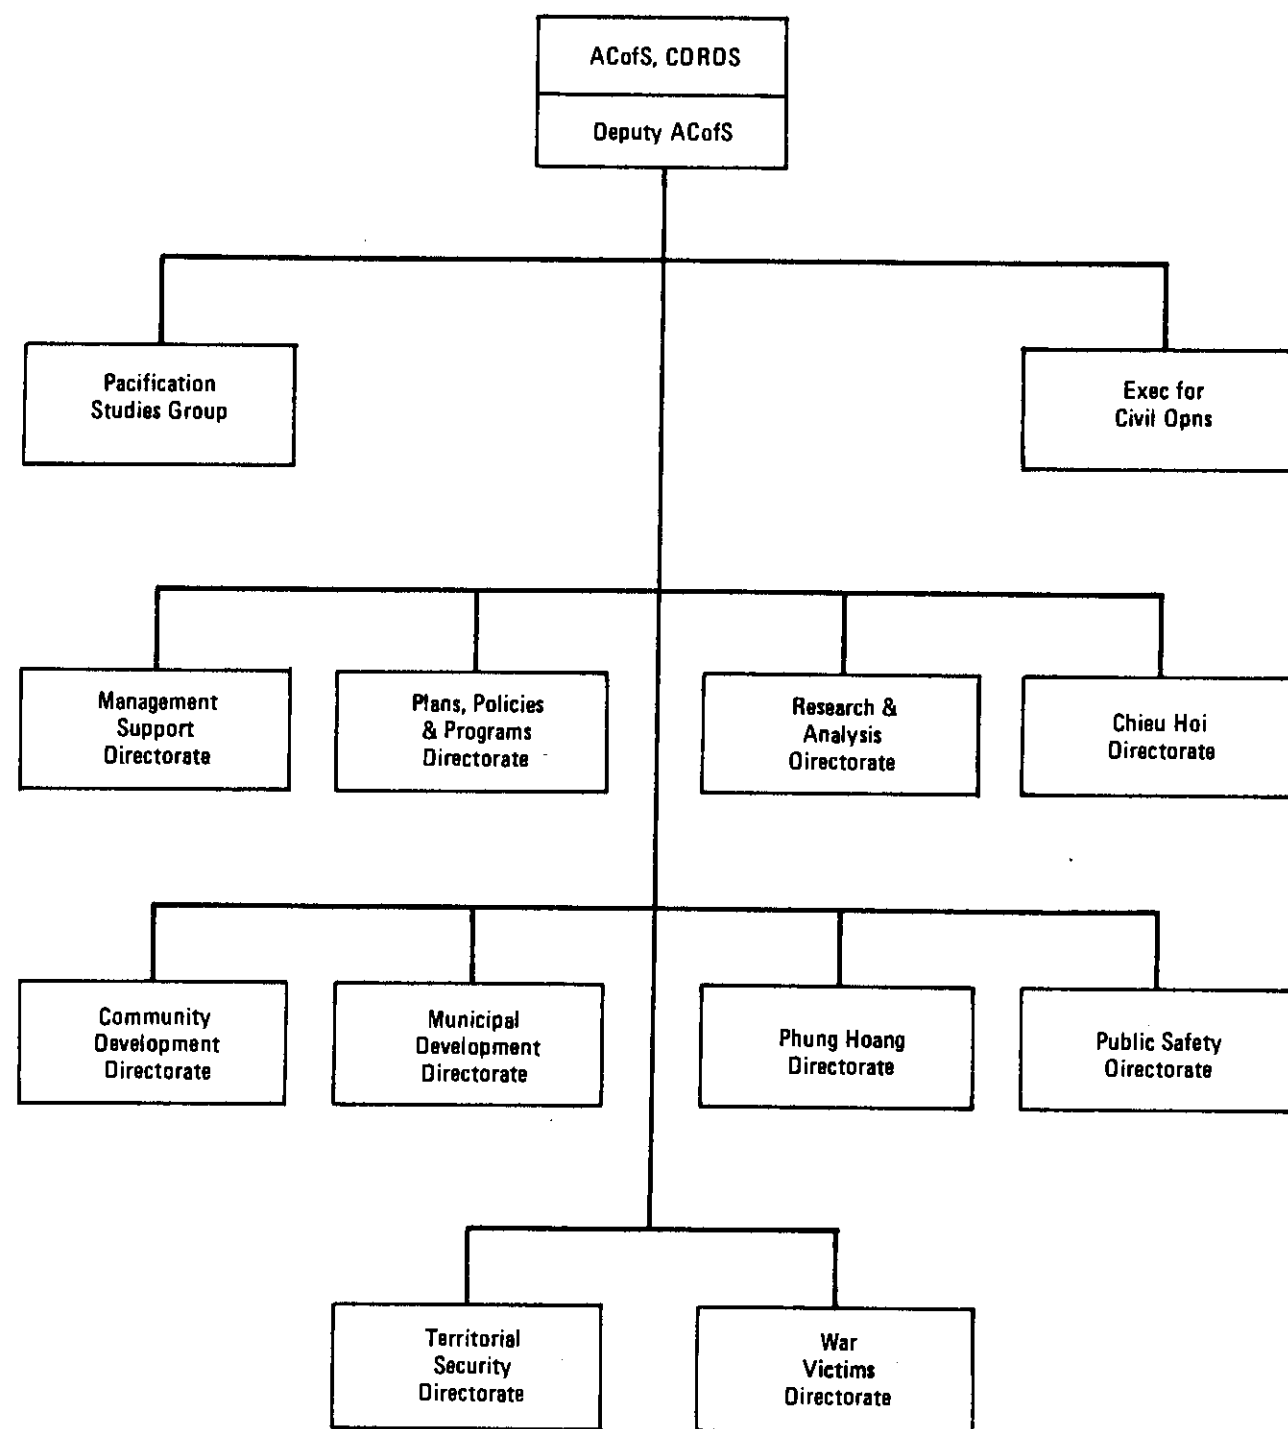 ACofS, CORDS
Deputy ACofS
Pacification
Studies Group
Exec for
Civil Opns
Management
Support
Directorate
Plans, Policies
& Programs
Directorate
Research &
Analysis
Directorate
Chieu Hoi
Directorate
Community
Development
Directorate
Municipal
Development
Directorate
Phung Hoang
Directorate
Public Safety
Directorate
Territorial
Security
Directorate
War
Victims
Directorate